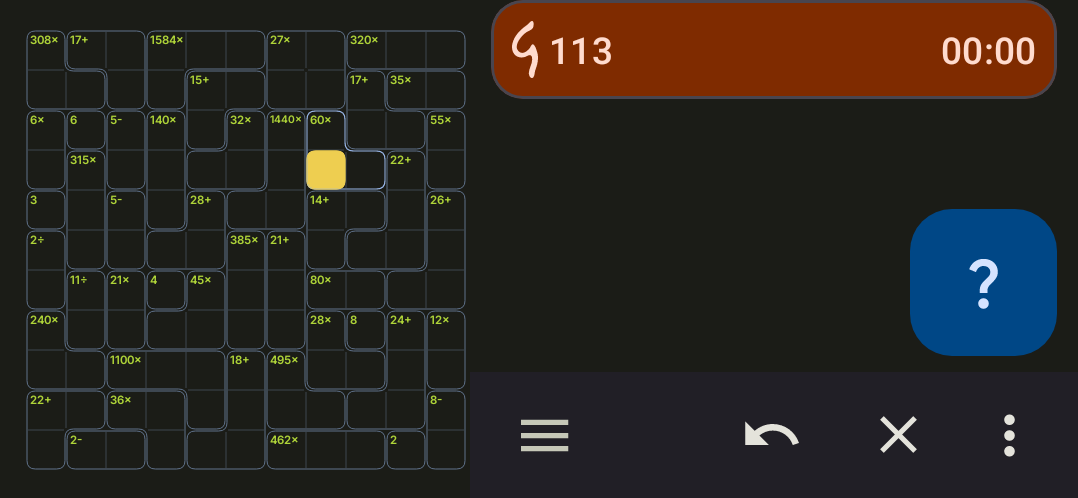 308× 17+ 1584× 27× 320×
15+ 17+ 35×
6× 6 5- 140× 32× 1440× 60× 55×
315× 22+
3 5- 28+ 14+ 26+
2÷ 385× 21+
11÷ 21× 4 45× 80×
240× 28× 8 24+ 12×
1100× 18+ 495×
22+ 36× 8-
2- 462× 2
113 00:00
?